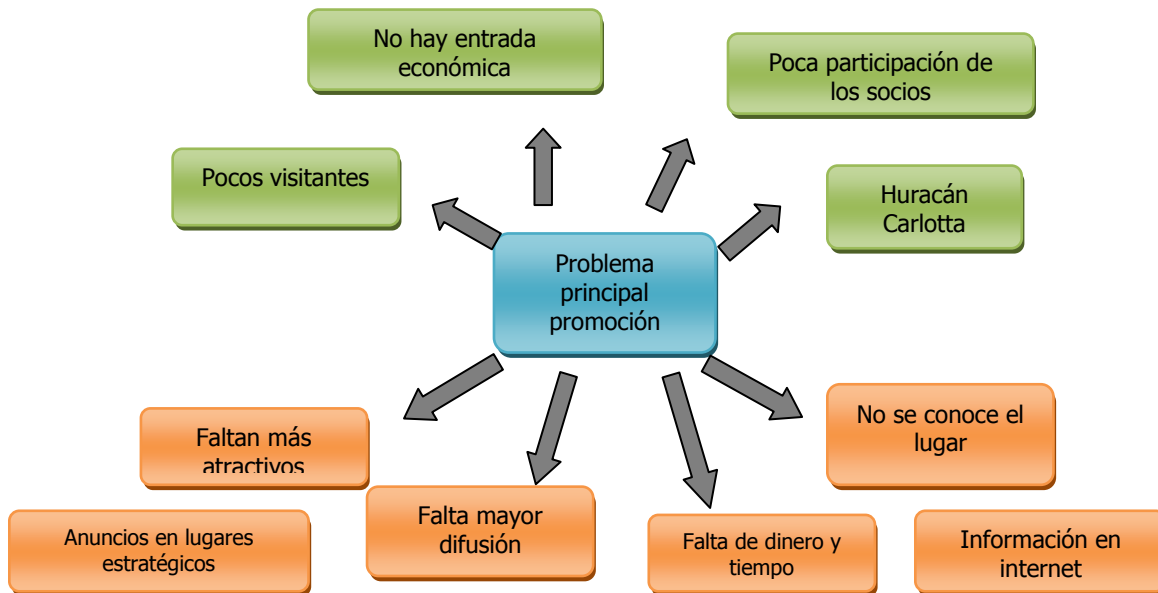 No hay entrada
económica
Poca participación de
los socios
Pocos visitantes
Huracán
Carlotta
Problema
principal
promoción
Faltan más
atractivos
No se conoce el
lugar
Anuncios en lugares
estratégicos
Falta mayor
difusión
Falta de dinero y
tiempo
Información en
internet